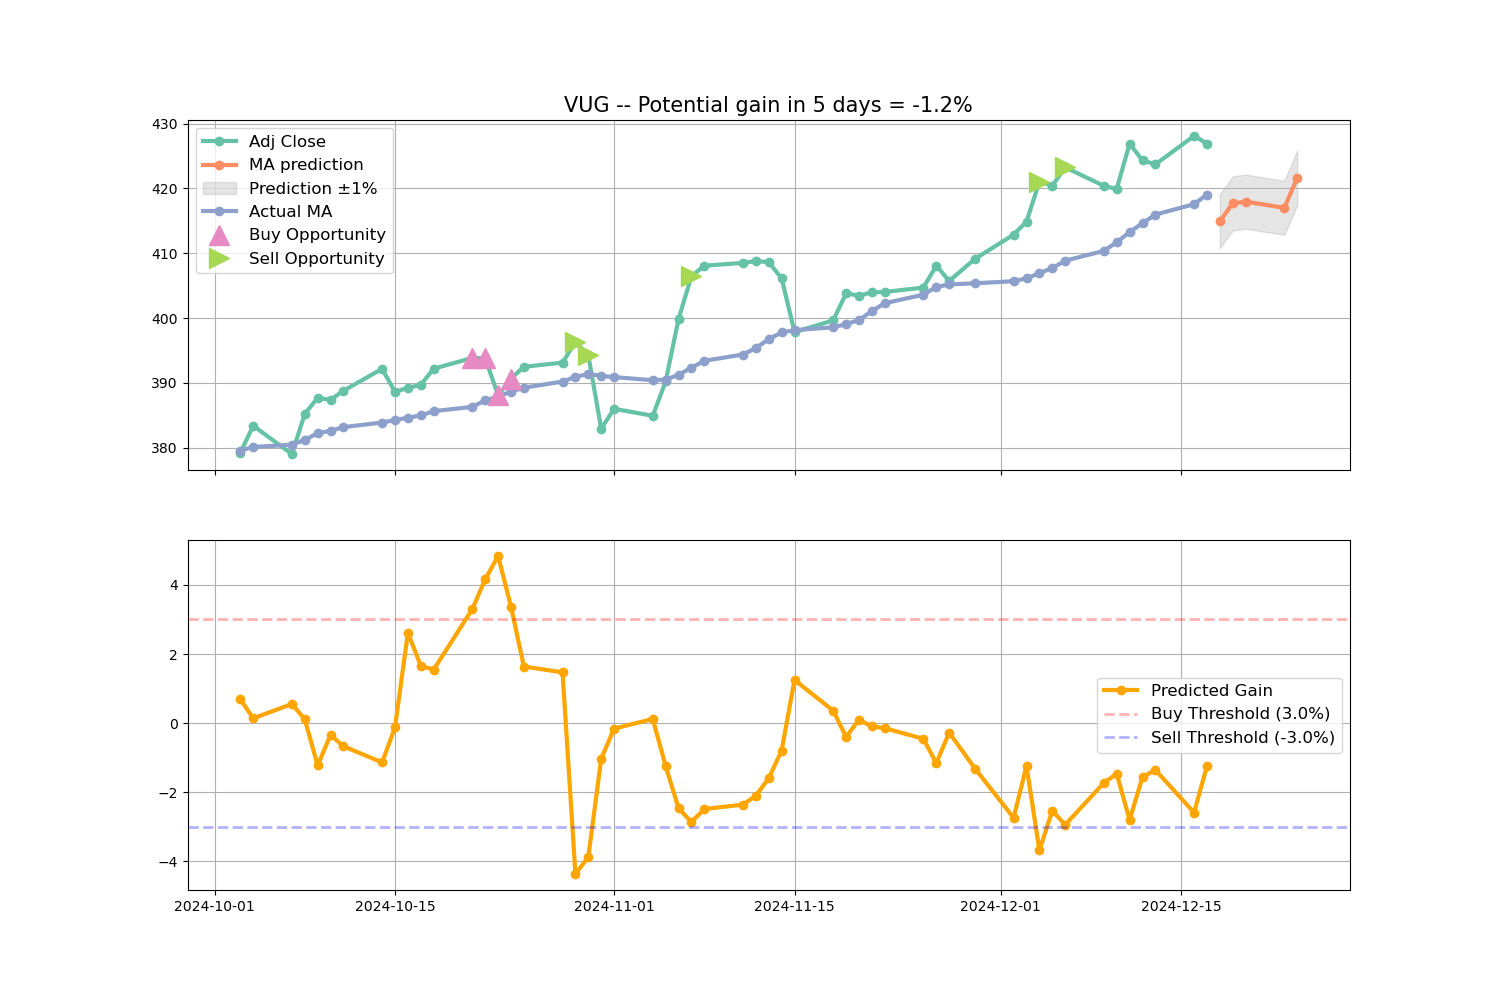 VUG -- Potential gain in 5 days = -1.2%
430
420
410
400
390
380
Adj Close
MA prediction
Prediction ±1%
Actual MA
Buy Opportunity
Sell Opportunity
4
2
0
−2
−4
Predicted Gain
Buy Threshold (3.0%)
Sell Threshold (-3.0%)
2024-10-01
2024-10-15
2024-11-01
2024-11-15
2024-12-01
2024-12-15